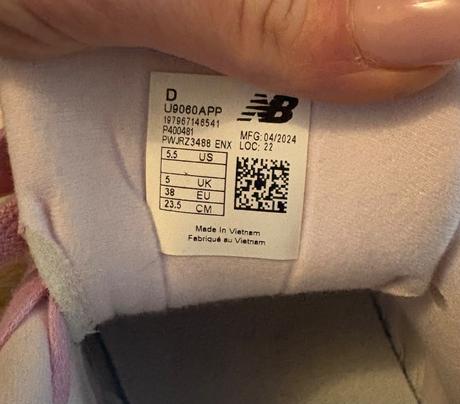 D
U9060APP
197967146541
P400481
PWJRZ3488 ENX
NB
MFG: 04/2024
LOC: 22
5.5 US
5 UK
38 EU
23.5 CM
Made In Vietnam
Fabriqué au Vietnam